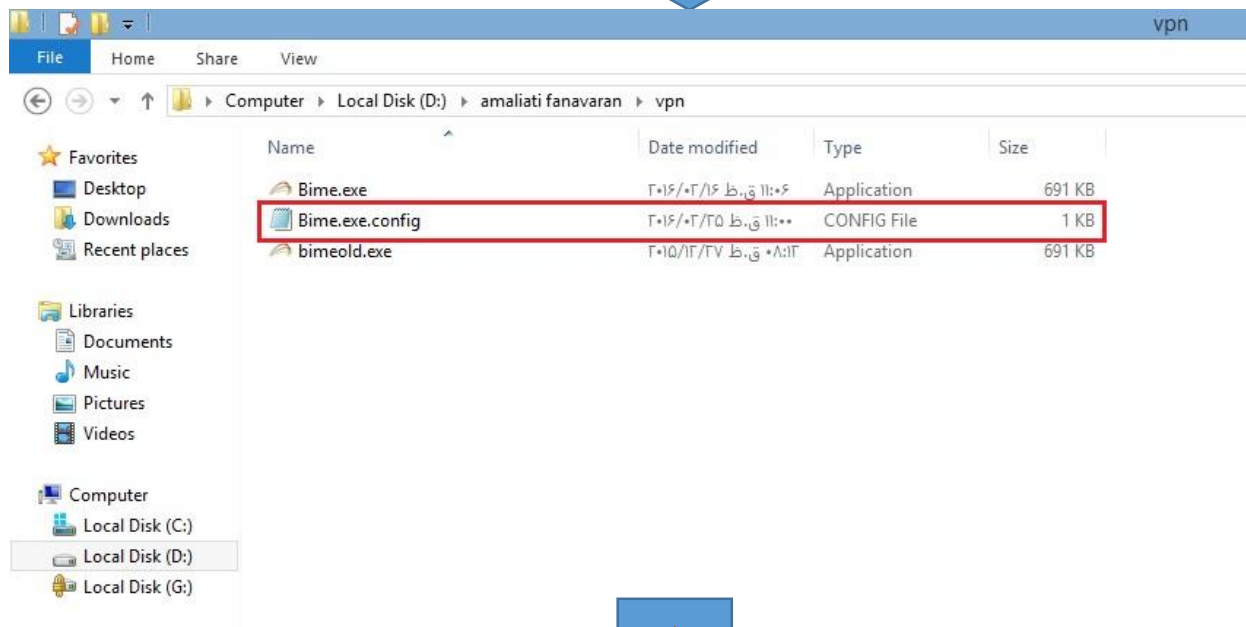 vpn
File Home Share View
Computer Local Disk (D:) amaliati fanavaran vpn
Name Date modified Type Size
Favorites
Desktop
Downloads
Recent places
Libraries
Documents
Music
Pictures
Videos
Computer
Local Disk (C:)
Local Disk (D:)
Local Disk (G:)
Bime.exe ۲۰۱۶/۰۲/۱۶ ق.ظ ۱۱:۰۶ Application 691 KB
Bime.exe.config ۲۰۱۶/۰۲/۲۵ ق.ظ ۱۱:۰۰ CONFIG File 1 KB
bimeold.exe ۲۰۱۵/۱۲/۲۷ ق.ظ ۰۸:۱۲ Application 691 KB